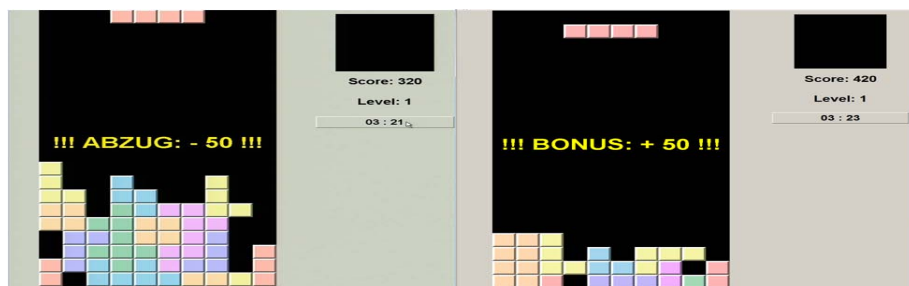 Score: 320
Level: 1
03 : 21
!!! ABZUG: - 50 !!!
Score: 420
Level: 1
03 : 23
!!! BONUS: + 50 !!!